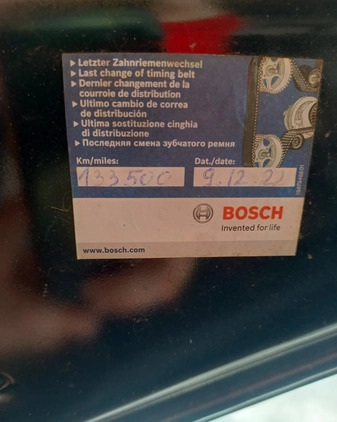 ▸ Letzter Zahnriemenwechsel
▸ Last change of timing belt
▸ Dernier changement de la
courroie de distribution
▸ Ultimo cambio de correa
de distribución
▸ Ultima sostituzione cinghia
di distribuzione
▸ Последняя смена зубчатого ремня
Km/miles: Dat./date:
133.500 9.12.21
BOSCH
Invented for life
www.bosch.com